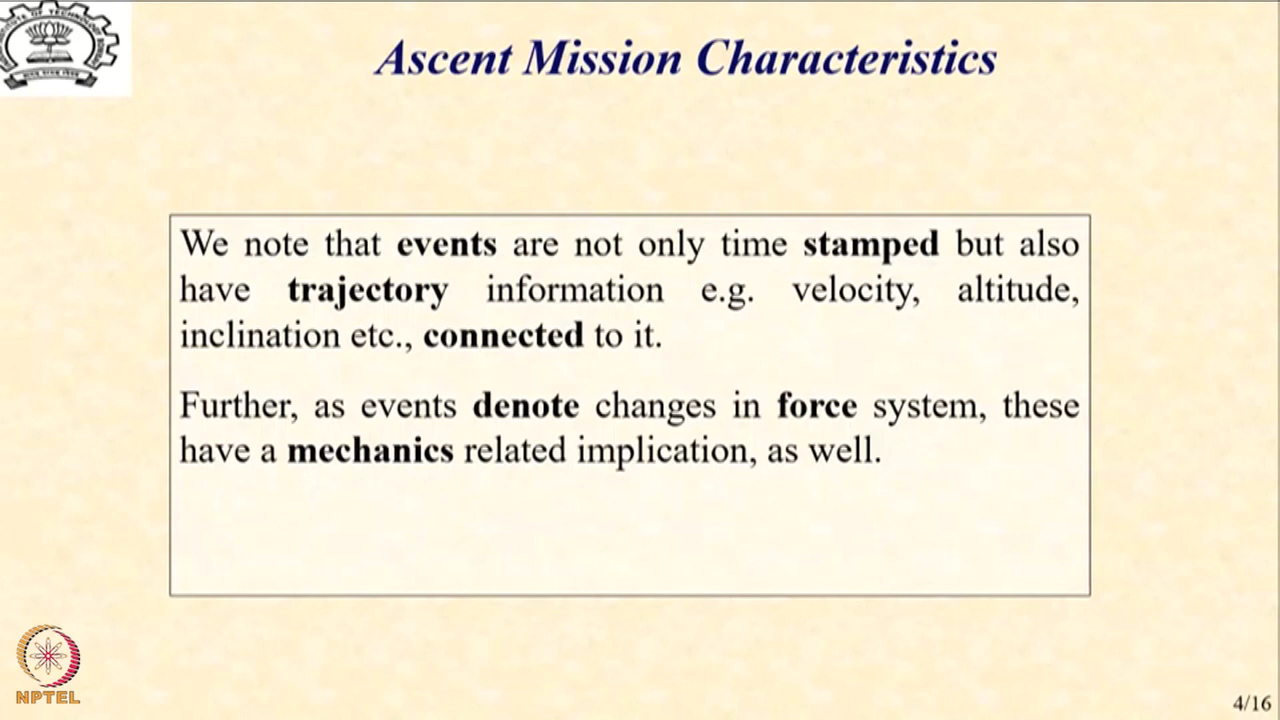 Ascent Mission Characteristics
We note that events are not only time stamped but also
have trajectory information e.g. velocity, altitude,
inclination etc., connected to it.
Further, as events denote changes in force system, these
have a mechanics related implication, as well.
NPTEL
4/16